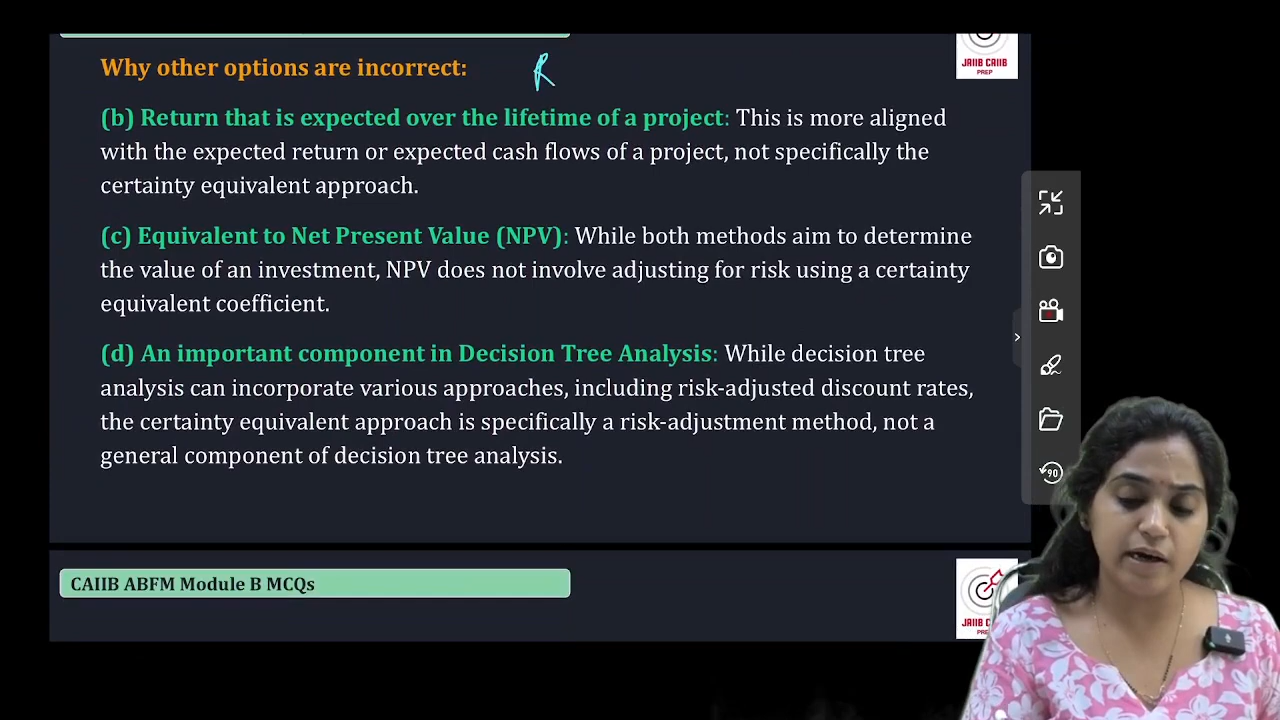 JAIIB CAIIB
PREP
Why other options are incorrect:
R
(b) Return that is expected over the lifetime of a project: This is more aligned
with the expected return or expected cash flows of a project, not specifically the
certainty equivalent approach.
(c) Equivalent to Net Present Value (NPV): While both methods aim to determine
the value of an investment, NPV does not involve adjusting for risk using a certainty
equivalent coefficient.
(d) An important component in Decision Tree Analysis: While decision tree
analysis can incorporate various approaches, including risk-adjusted discount rates,
the certainty equivalent approach is specifically a risk-adjustment method, not a
general component of decision tree analysis.
90
CAIIB ABFM Module B MCQs